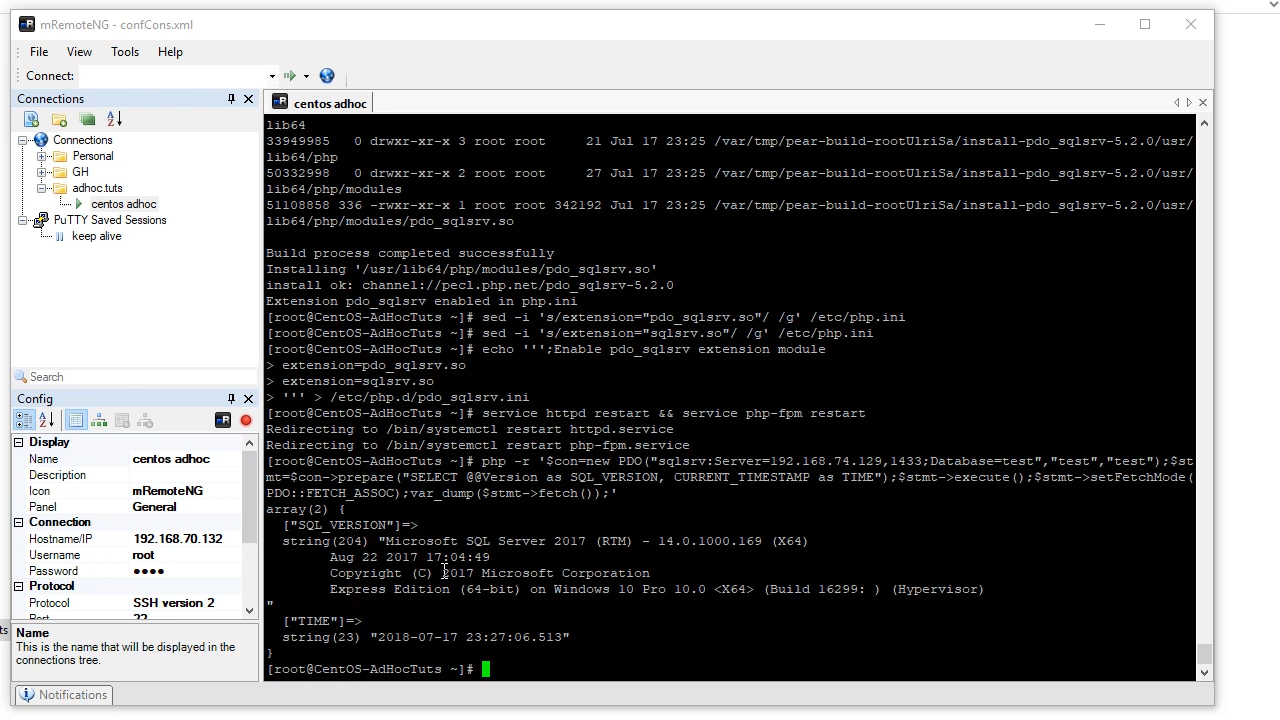 mRemoteNG - confCons.xml
File View Tools Help
Connect:
Connections
Connections
Personal
GH
adhoc.tuts
centos adhoc
PuTTY Saved Sessions
keep alive
Search
Config
Display
Name centos adhoc
Description
Icon mRemoteNG
Panel General
Connection
Hostname/IP 192.168.70.132
Username root
Password ●●●●
Protocol
Protocol SSH version 2
Name
This is the name that will be displayed in the
connections tree.
Notifications
centos adhoc
lib64
33949985   0 drwxr-xr-x 3 root root     21 Jul 17 23:25 /var/tmp/pear-build-rootUlriSa/install-pdo_sqlsrv-5.2.0/usr/
lib64/php
50332998   0 drwxr-xr-x 2 root root     27 Jul 17 23:25 /var/tmp/pear-build-rootUlriSa/install-pdo_sqlsrv-5.2.0/usr/
lib64/php/modules
51108858 336 -rwxr-xr-x 1 root root 342192 Jul 17 23:25 /var/tmp/pear-build-rootUlriSa/install-pdo_sqlsrv-5.2.0/usr/
lib64/php/modules/pdo_sqlsrv.so
Build process completed successfully
Installing '/usr/lib64/php/modules/pdo_sqlsrv.so'
install ok: channel://pecl.php.net/pdo_sqlsrv-5.2.0
Extension pdo_sqlsrv enabled in php.ini
[root@CentOS-AdHocTuts ~]# sed -i 's/extension="pdo_sqlsrv.so"/ /g' /etc/php.ini
[root@CentOS-AdHocTuts ~]# sed -i 's/extension="sqlsrv.so"/ /g' /etc/php.ini
[root@CentOS-AdHocTuts ~]# echo ''';Enable pdo_sqlsrv extension module
> extension=pdo_sqlsrv.so
> extension=sqlsrv.so
> ''' > /etc/php.d/pdo_sqlsrv.ini
[root@CentOS-AdHocTuts ~]# service httpd restart && service php-fpm restart
Redirecting to /bin/systemctl restart httpd.service
Redirecting to /bin/systemctl restart php-fpm.service
[root@CentOS-AdHocTuts ~]# php -r '$con=new PDO("sqlsrv:Server=192.168.74.129,1433;Database=test","test","test");$st
mt=$con->prepare("SELECT @@Version as SQL_VERSION, CURRENT_TIMESTAMP as TIME");$stmt->execute();$stmt->setFetchMode(
PDO::FETCH_ASSOC);var_dump($stmt->fetch());'
array(2) {
["SQL_VERSION"]=>
string(204) "Microsoft SQL Server 2017 (RTM) - 14.0.1000.169 (X64)
Aug 22 2017 17:04:49
Copyright (C) 2017 Microsoft Corporation
Express Edition (64-bit) on Windows 10 Pro 10.0 <X64> (Build 16299: ) (Hypervisor)
"
["TIME"]=>
string(23) "2018-07-17 23:27:06.513"
}
[root@CentOS-AdHocTuts ~]#